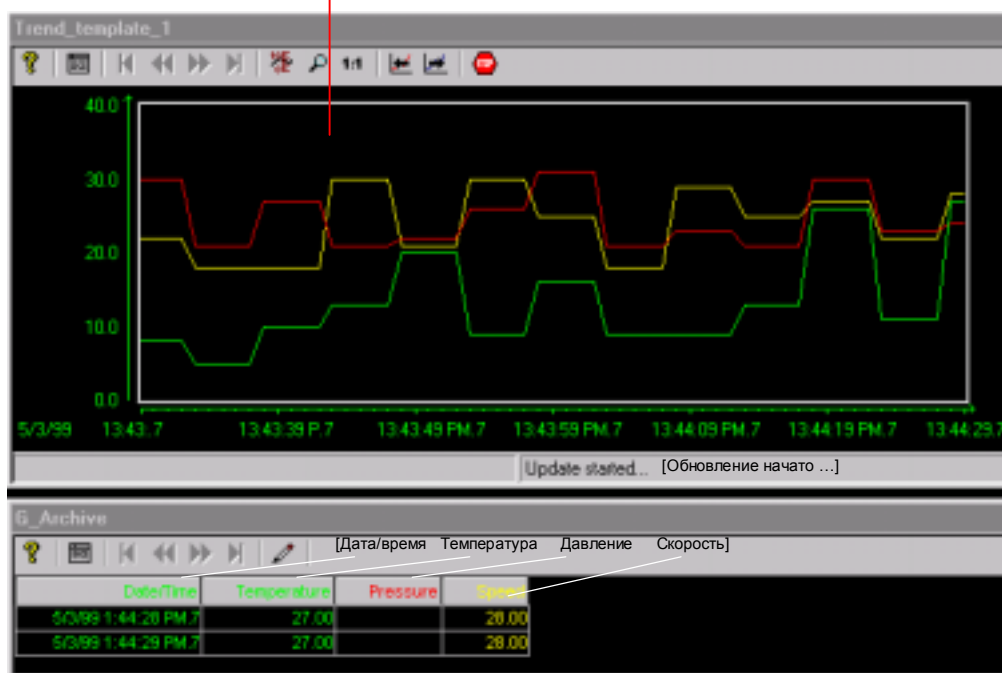 Trend_template_1
1:1
40.0
30.0
20.0
10.0
0.0
5/3/99 13:43:.7 13:43:39 P.7 13:43:49 PM.7 13:43:59 PM.7 13:44:09 PM.7 13:44:19 PM.7 13:44:29.7
Update started... [Обновление начато ...]
G_Archive
[Дата/время Температура Давление Скорость]
Date/Time Temperature Pressure Speed
5/3/99 1:44:28 PM.7 27.00 28.00
5/3/99 1:44:29 PM.7 27.00 28.00